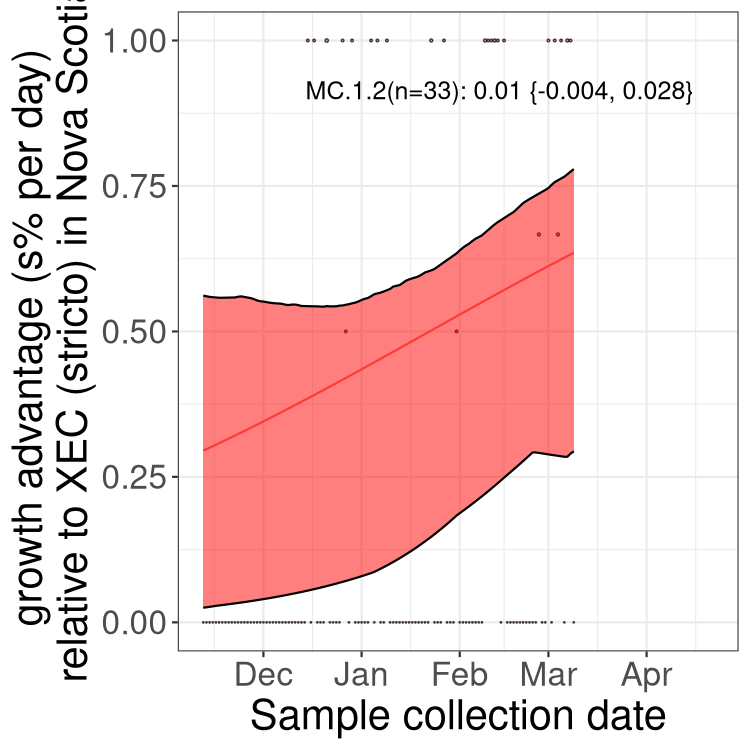 growth advantage (s% per day)
relative to XEC (stricto) in Nova Scotia
1.00
0.75
0.50
0.25
0.00
MC.1.2(n=33): 0.01 {-0.004, 0.028}
Dec Jan Feb Mar Apr
Sample collection date